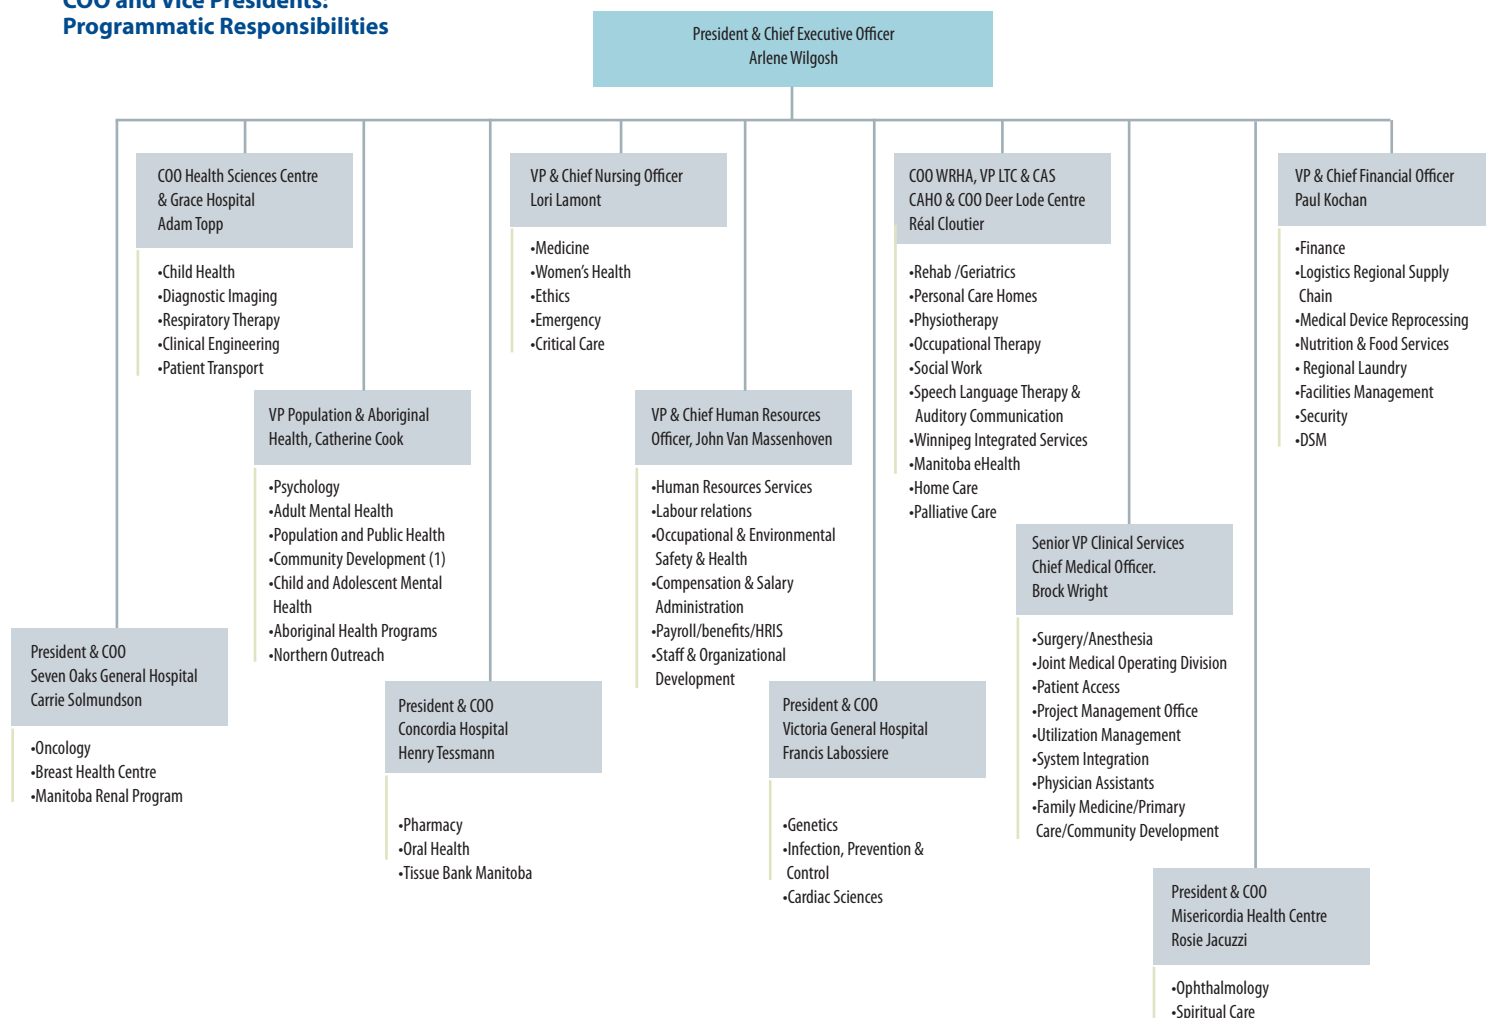 COO and Vice Presidents:
Programmatic Responsibilities
President & Chief Executive Officer
Arlene Wilgosh
COO Health Sciences Centre
& Grace Hospital
Adam Topp
•Child Health
•Diagnostic Imaging
•Respiratory Therapy
•Clinical Engineering
•Patient Transport
VP & Chief Nursing Officer
Lori Lamont
•Medicine
•Women's Health
•Ethics
•Emergency
•Critical Care
COO WRHA, VP LTC & CAS
CAHO & COO Deer Lode Centre
Réal Cloutier
•Rehab /Geriatrics
•Personal Care Homes
•Physiotherapy
•Occupational Therapy
•Social Work
•Speech Language Therapy &
Auditory Communication
•Winnipeg Integrated Services
•Manitoba eHealth
•Home Care
•Palliative Care
VP & Chief Financial Officer
Paul Kochan
•Finance
•Logistics Regional Supply
Chain
•Medical Device Reprocessing
•Nutrition & Food Services
• Regional Laundry
•Facilities Management
•Security
•DSM
VP Population & Aboriginal
Health, Catherine Cook
•Psychology
•Adult Mental Health
•Population and Public Health
•Community Development (1)
•Child and Adolescent Mental
Health
•Aboriginal Health Programs
•Northern Outreach
VP & Chief Human Resources
Officer, John Van Massenhoven
•Human Resources Services
•Labour relations
•Occupational & Environmental
Safety & Health
•Compensation & Salary
Administration
•Payroll/benefits/HRIS
•Staff & Organizational
Development
Senior VP Clinical Services
Chief Medical Officer.
Brock Wright
•Surgery/Anesthesia
•Joint Medical Operating Division
•Patient Access
•Project Management Office
•Utilization Management
•System Integration
•Physician Assistants
•Family Medicine/Primary
Care/Community Development
President & COO
Seven Oaks General Hospital
Carrie Solmundson
•Oncology
•Breast Health Centre
•Manitoba Renal Program
President & COO
Concordia Hospital
Henry Tessmann
•Pharmacy
•Oral Health
•Tissue Bank Manitoba
President & COO
Victoria General Hospital
Francis Labossiere
•Genetics
•Infection, Prevention &
Control
•Cardiac Sciences
President & COO
Misericordia Health Centre
Rosie Jacuzzi
•Ophthalmology
•Spiritual Care